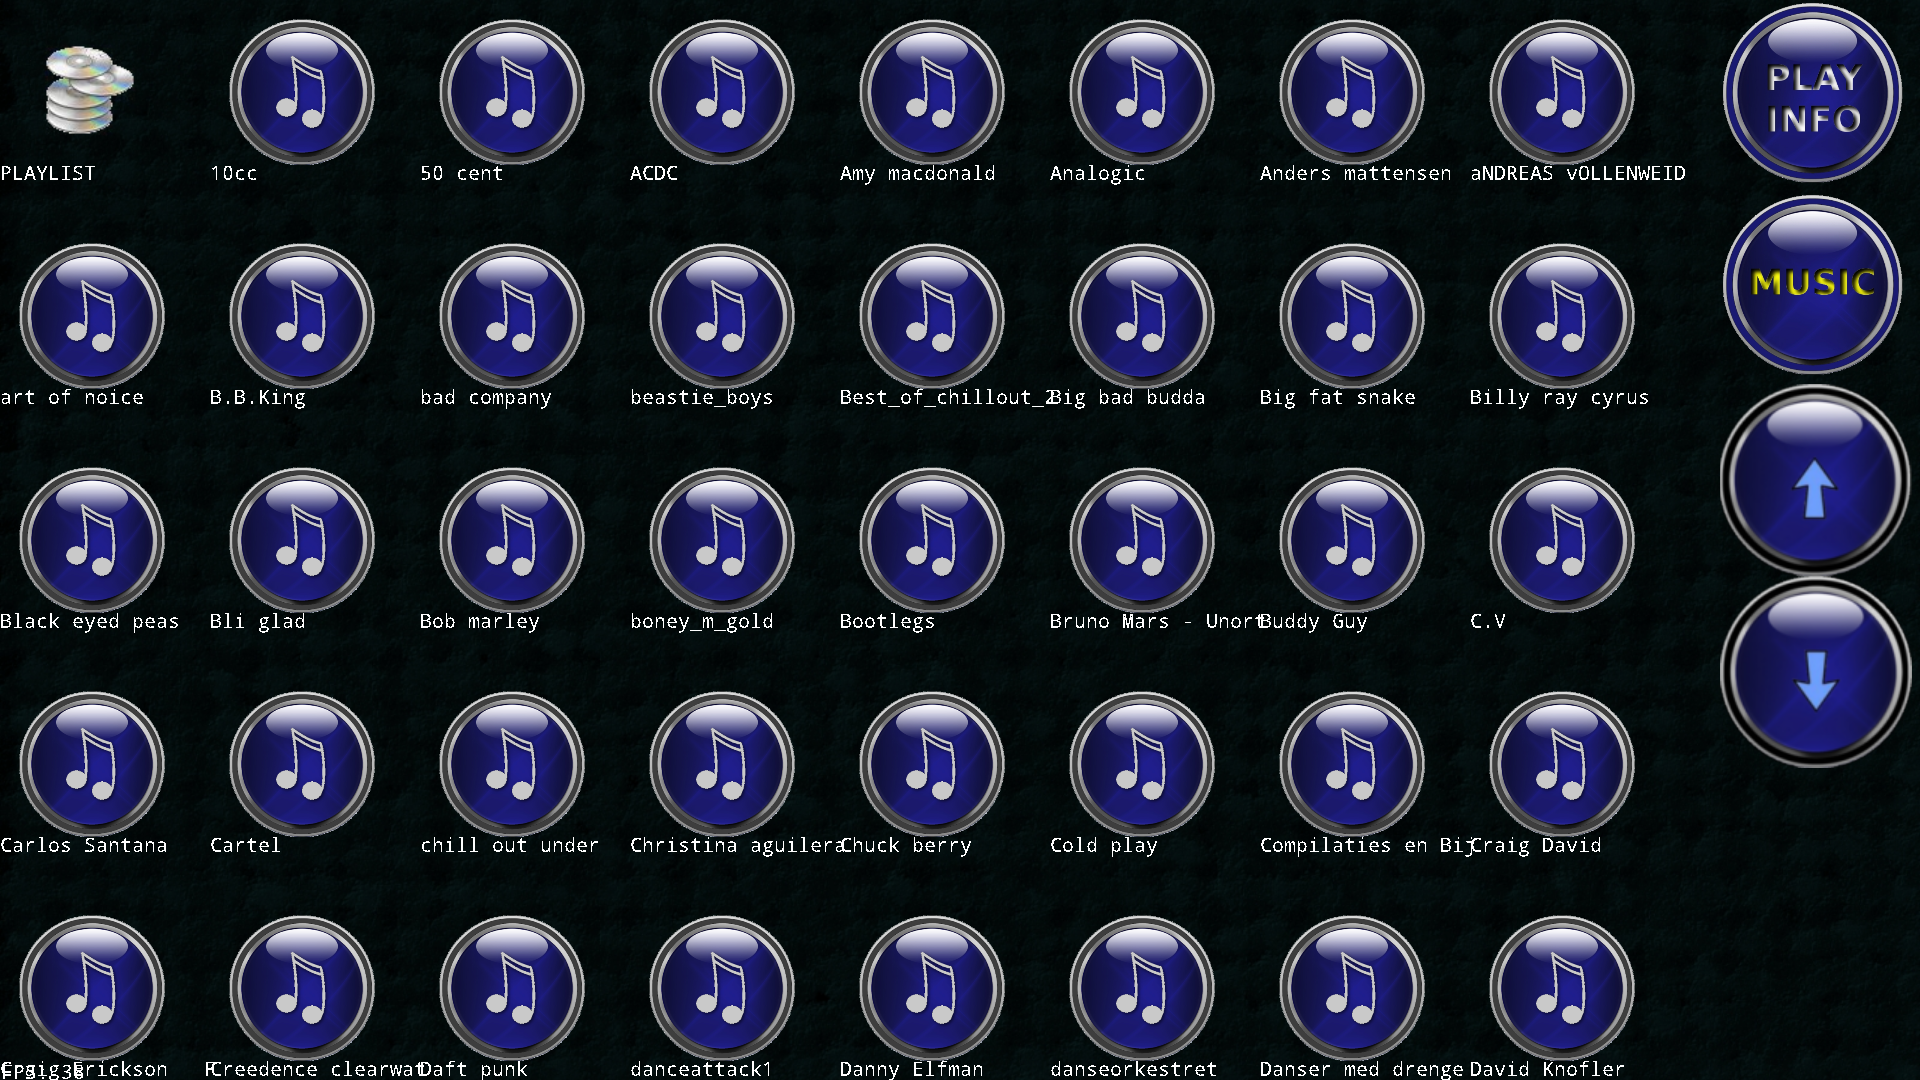 PLAYLIST
10cc
50 cent
ACDC
Amy macdonald
Analogic
Anders mattensen
aNDREAS vOLLENWEID
PLAY
INFO
art of noice
B.B.King
bad company
beastie_boys
Best_of_chillout_2
Big bad budda
Big fat snake
Billy ray cyrus
MUSIC
Black eyed peas
Bli glad
Bob marley
boney_m_gold
Bootlegs
Bruno Mars - Unort
Buddy Guy
C.V
Carlos Santana
Cartel
chill out under
Christina aguilera
Chuck berry
Cold play
Compilaties en Bij
Craig David
Craig Erickson
Creedence clearwat
Daft punk
danceattack1
Danny Elfman
danseorkestret
Danser med drenge
David Knofler